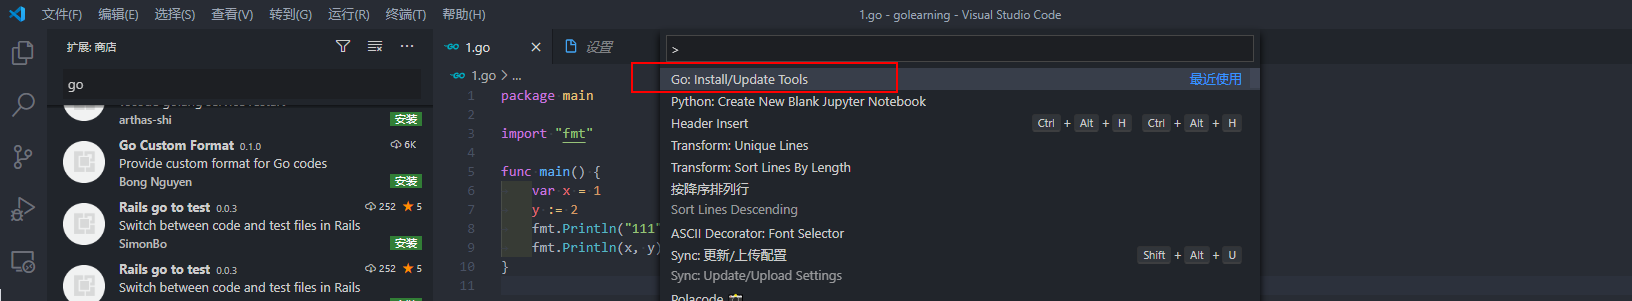 文件(F) 编辑(E) 选择(S) 查看(V) 转到(G) 运行(R) 终端(T) 帮助(H) 1.go - golearning - Visual Studio Code
扩展: 商店
go
arthas-shi 安装
Go Custom Format 0.1.0 6K
Provide custom format for Go codes
Bong Nguyen 安装
Rails go to test 0.0.3 252 ★ 5
Switch between code and test files in Rails
SimonBo 安装
Rails go to test 0.0.3 252 ★ 5
Switch between code and test files in Rails
1.go 设置
1.go > ...
1 package main
2
3 import "fmt"
4
5 func main() {
6 var x = 1
7 y := 2
8 fmt.Println("111"
9 fmt.Println(x, y)
10 }
11
>
Go: Install/Update Tools 最近使用
Python: Create New Blank Jupyter Notebook
Header Insert Ctrl + Alt + H Ctrl + Alt + H
Transform: Unique Lines
Transform: Sort Lines By Length
按降序排列行
Sort Lines Descending
ASCII Decorator: Font Selector
Sync: 更新/上传配置 Shift + Alt + U
Sync: Update/Upload Settings
Polacode